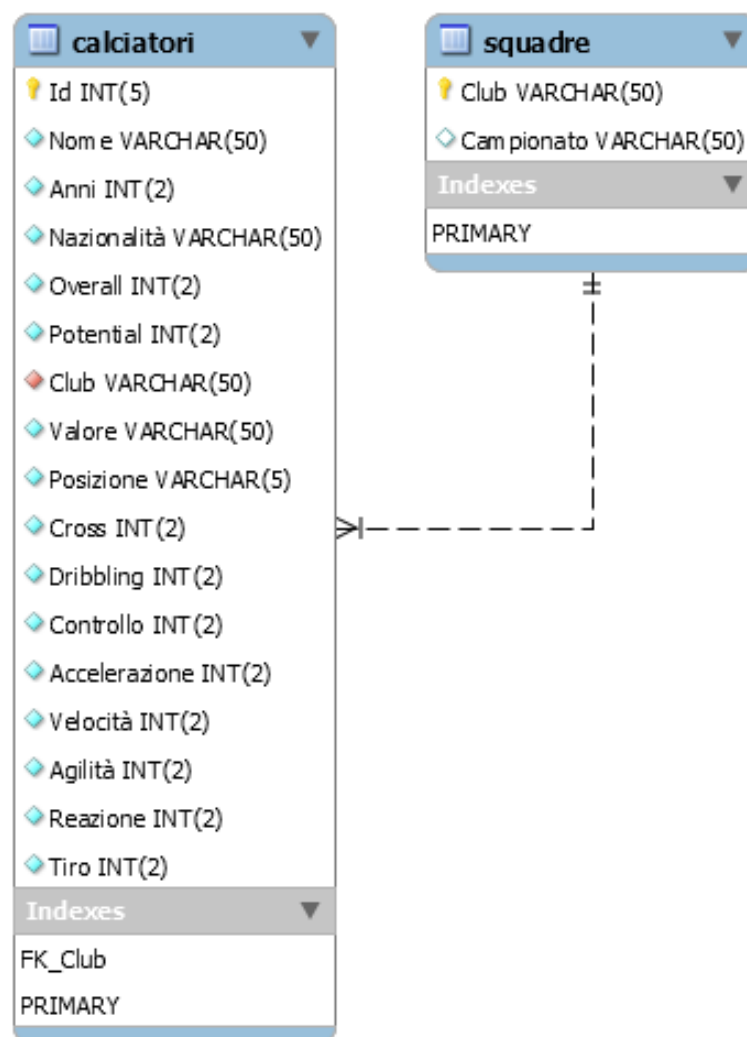 calciatori
Id INT(5)
Nome VARCHAR(50)
Anni INT(2)
Nazionalità VARCHAR(50)
Overall INT(2)
Potential INT(2)
Club VARCHAR(50)
Valore VARCHAR(50)
Posizione VARCHAR(5)
Cross INT(2)
Dribbling INT(2)
Controllo INT(2)
Accelerazione INT(2)
Velocità INT(2)
Agilità INT(2)
Reazione INT(2)
Tiro INT(2)
Indexes
FK_Club
PRIMARY
squadre
Club VARCHAR(50)
Campionato VARCHAR(50)
Indexes
PRIMARY